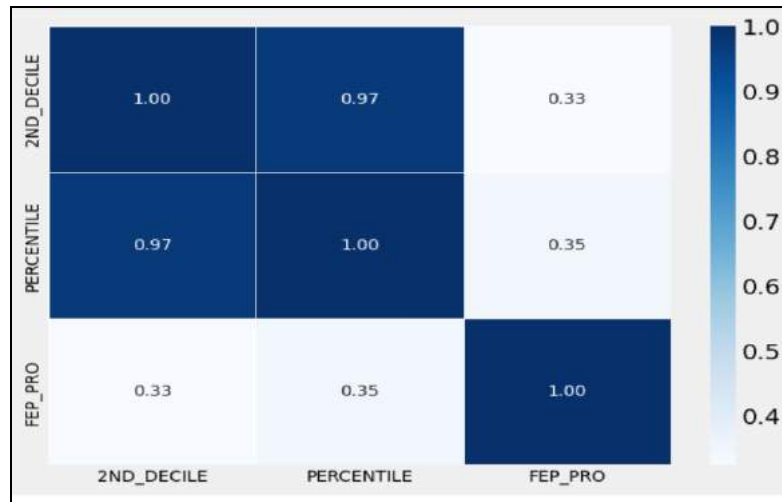 2ND_DECILE
1.00 0.97 0.33
PERCENTILE
0.97 1.00 0.35
FEP_PRO
0.33 0.35 1.00
2ND_DECILE PERCENTILE FEP_PRO
1.0
0.9
0.8
0.7
0.6
0.5
0.4